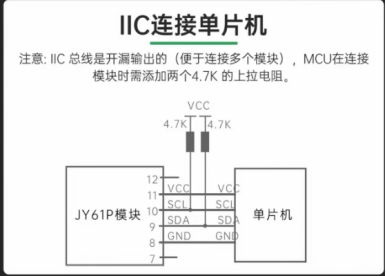 IIC连接单片机
注意: IIC 总线是开漏输出的（便于连接多个模块），MCU在连接
模块时需添加两个4.7K 的上拉电阻。
VCC
4.7K 4.7K
12
11 VCC VCC
10 SCL SCL
JY61P模块 单片机
9 SDA SDA
8 GND GND
7